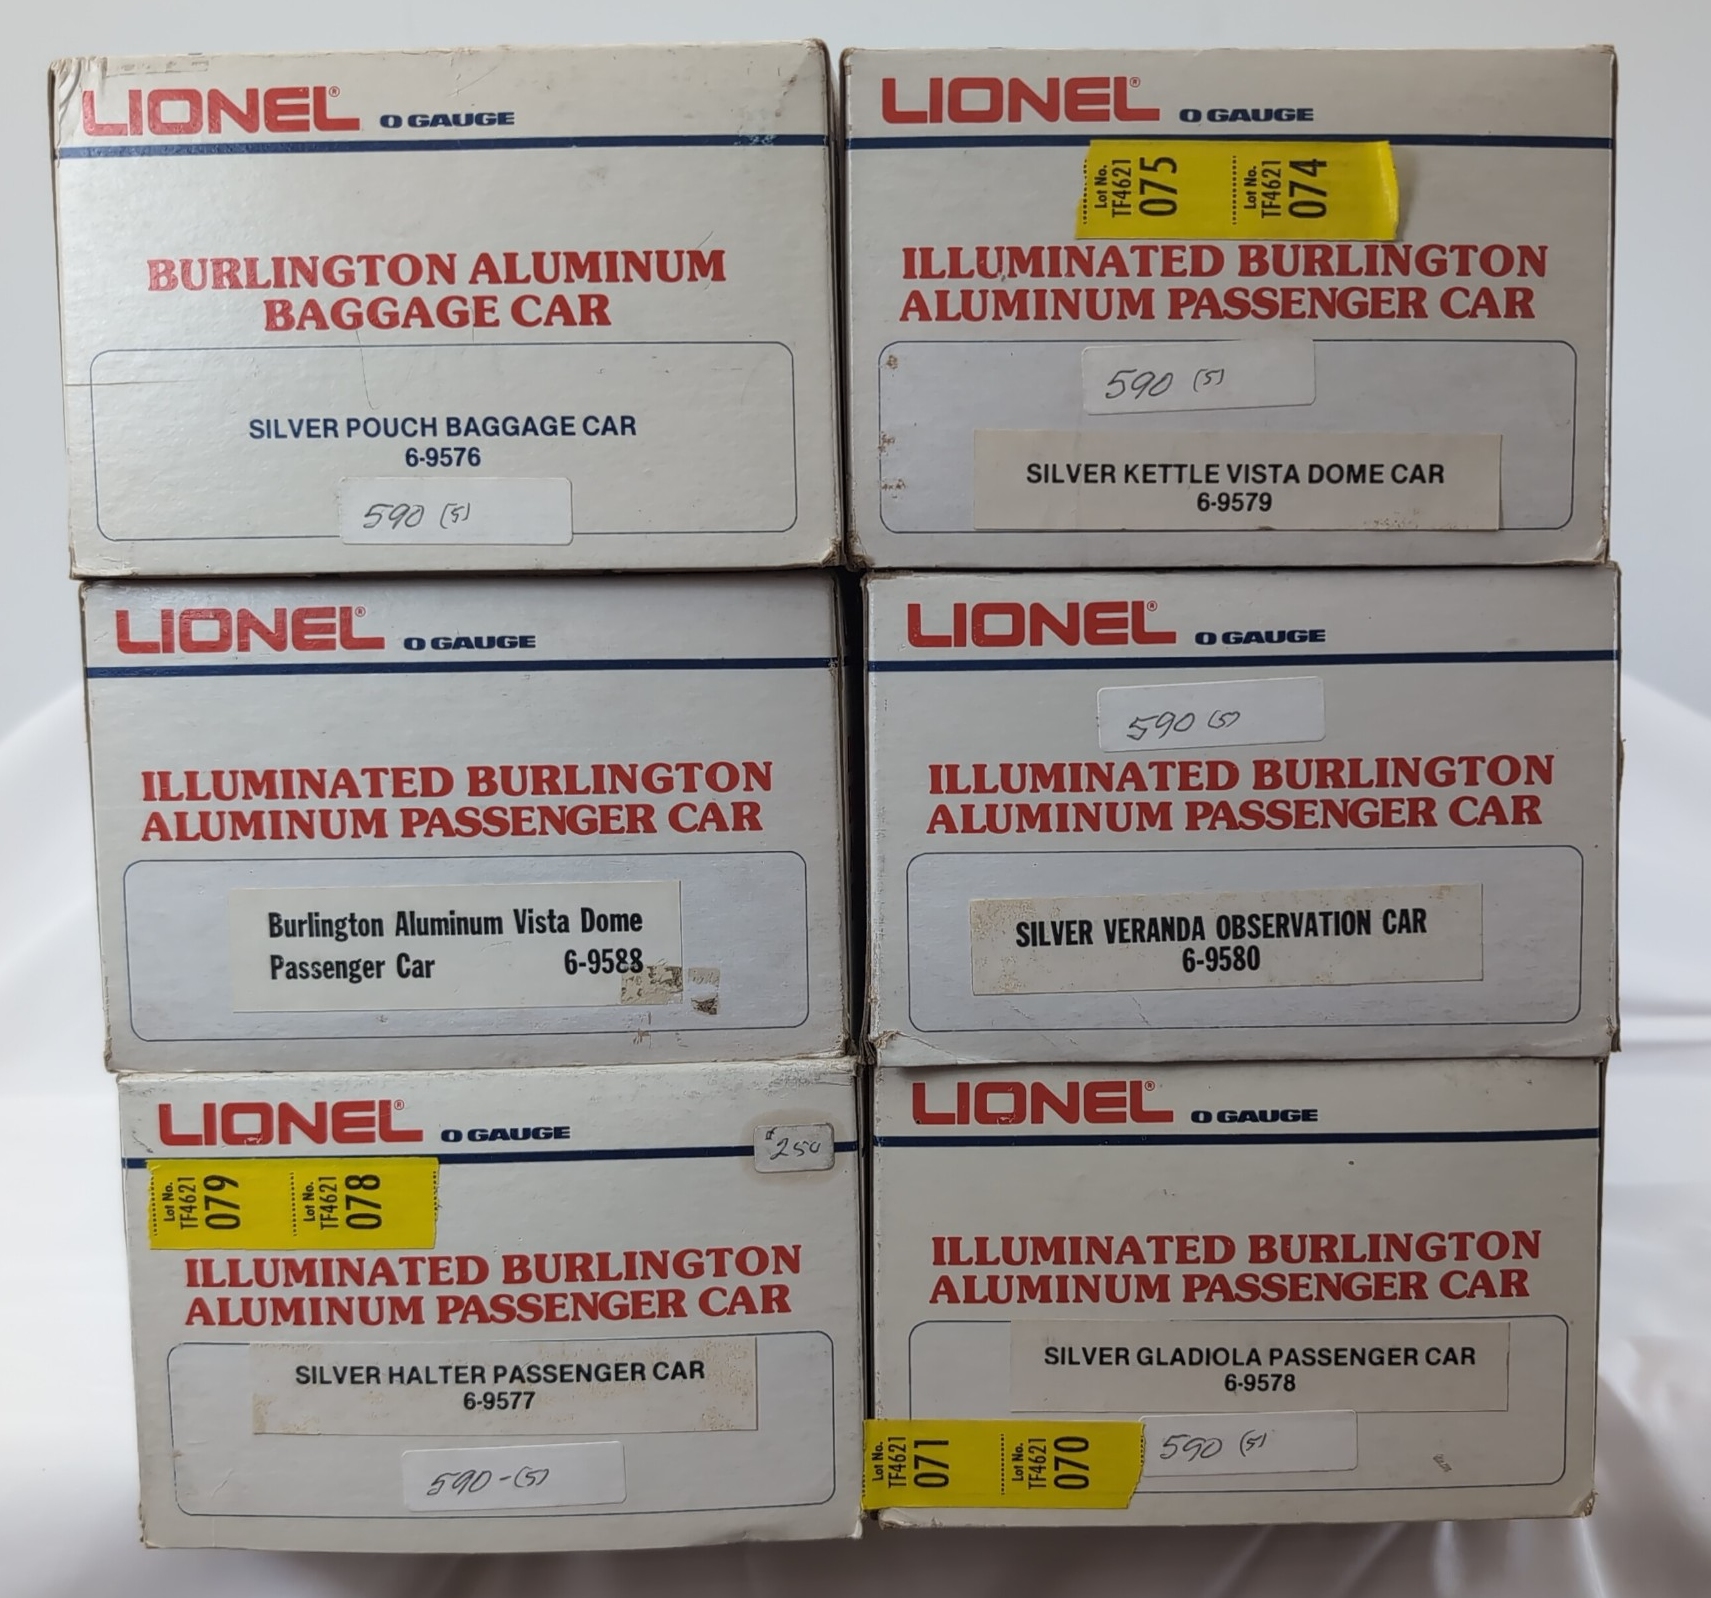 LIONEL® O GAUGE
BURLINGTON ALUMINUM
BAGGAGE CAR
SILVER POUCH BAGGAGE CAR
6-9576
590 (5)
LIONEL® O GAUGE
Lot No.
TF4621
075
Lot No.
TF4621
074
ILLUMINATED BURLINGTON
ALUMINUM PASSENGER CAR
590 (5)
SILVER KETTLE VISTA DOME CAR
6-9579
LIONEL® O GAUGE
ILLUMINATED BURLINGTON
ALUMINUM PASSENGER CAR
Burlington Aluminum Vista Dome
Passenger Car 6-9588
LIONEL® O GAUGE
590 (5)
ILLUMINATED BURLINGTON
ALUMINUM PASSENGER CAR
SILVER VERANDA OBSERVATION CAR
6-9580
LIONEL® O GAUGE
$250
Lot No.
TF4621
079
Lot No.
TF4621
078
ILLUMINATED BURLINGTON
ALUMINUM PASSENGER CAR
SILVER HALTER PASSENGER CAR
6-9577
590-(5)
LIONEL® O GAUGE
ILLUMINATED BURLINGTON
ALUMINUM PASSENGER CAR
SILVER GLADIOLA PASSENGER CAR
6-9578
Lot No.
TF4621
071
Lot No.
TF4621
070
590 (5)